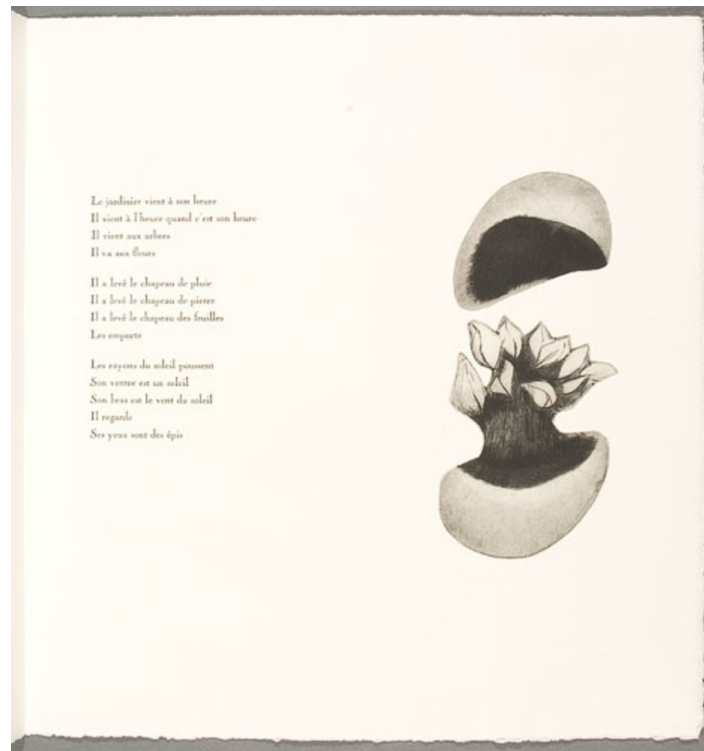 Le jardinier vient à son heure
Il vient à l'heure quand c'est son heure
Il vient aux arbres
Il va aux fleurs
Il a levé le chapeau de pluie
Il a levé le chapeau de pierre
Il a levé le chapeau des feuilles
Les emporte
Les rayons du soleil poussent
Son ventre est un soleil
Son bras est le vent du soleil
Il regarde
Ses yeux sont des épis